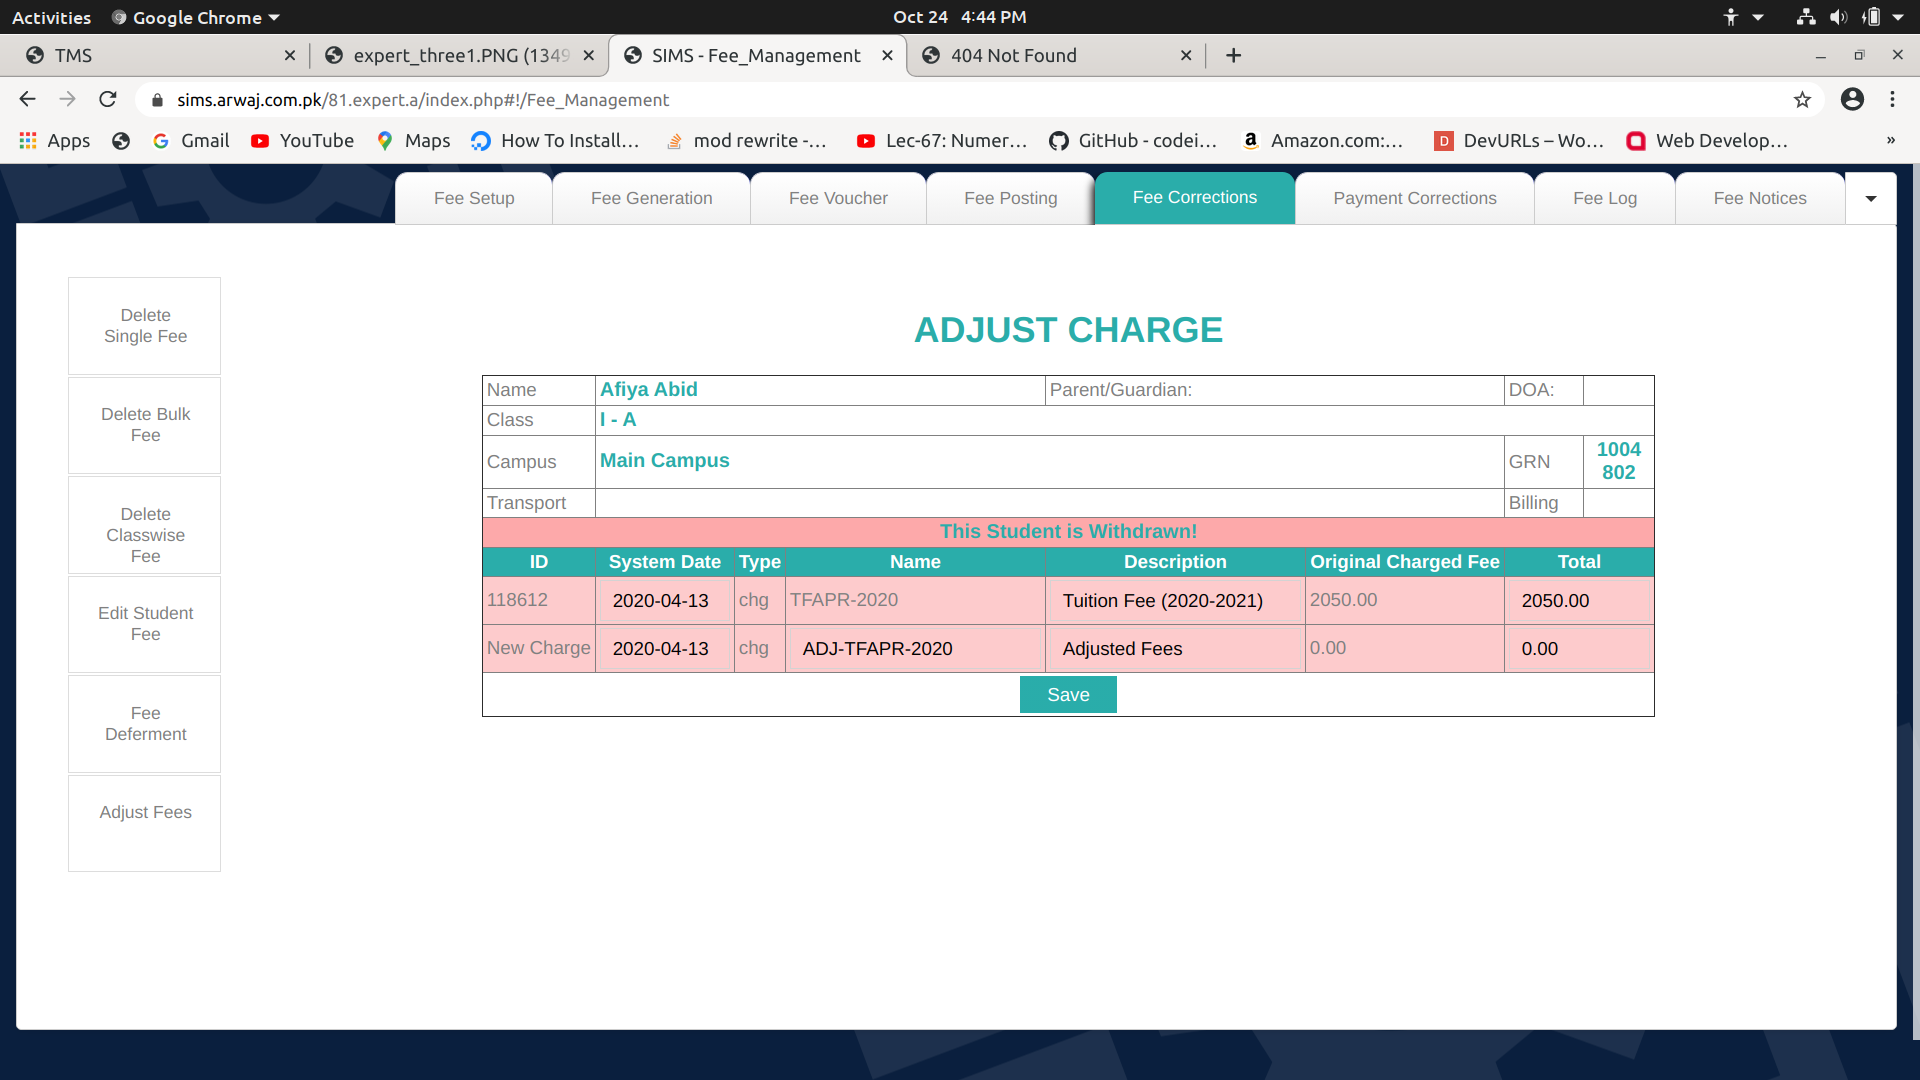 Activities Google Chrome Oct 24 4:44 PM
TMS expert_three1.PNG (1349 SIMS - Fee_Management 404 Not Found
sims.arwaj.com.pk/81.expert.a/index.php#!/Fee_Management
Apps Gmail YouTube Maps How To Install… mod rewrite -… Lec-67: Numer… GitHub - codei… Amazon.com:… DevURLs – Wo… Web Develop… »
Fee Setup Fee Generation Fee Voucher Fee Posting Fee Corrections Payment Corrections Fee Log Fee Notices
Delete
Single Fee
Delete Bulk
Fee
Delete
Classwise
Fee
Edit Student
Fee
Fee
Deferment
Adjust Fees
ADJUST CHARGE
Name Afiya Abid Parent/Guardian: DOA:
Class I - A
Campus Main Campus GRN 1004
802
Transport Billing
This Student is Withdrawn!
ID System Date Type Name Description Original Charged Fee Total
118612 2020-04-13 chg TFAPR-2020 Tuition Fee (2020-2021) 2050.00 2050.00
New Charge 2020-04-13 chg ADJ-TFAPR-2020 Adjusted Fees 0.00 0.00
Save